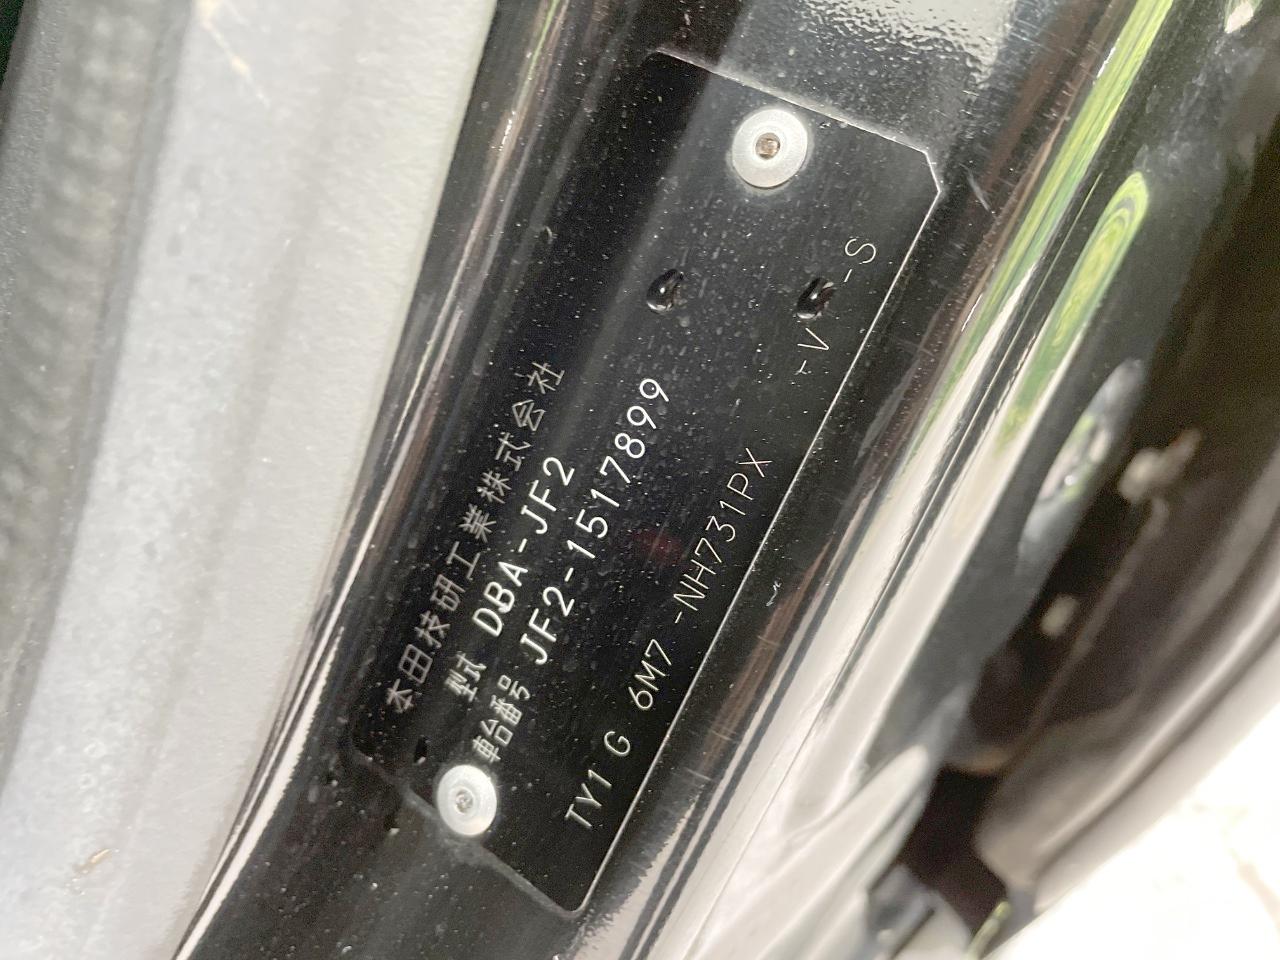 本田技研工業株式会社
型式 DBA-JF2
車台番号 JF2-1517899
TY1 G 6M7 -NH731PX -V -S